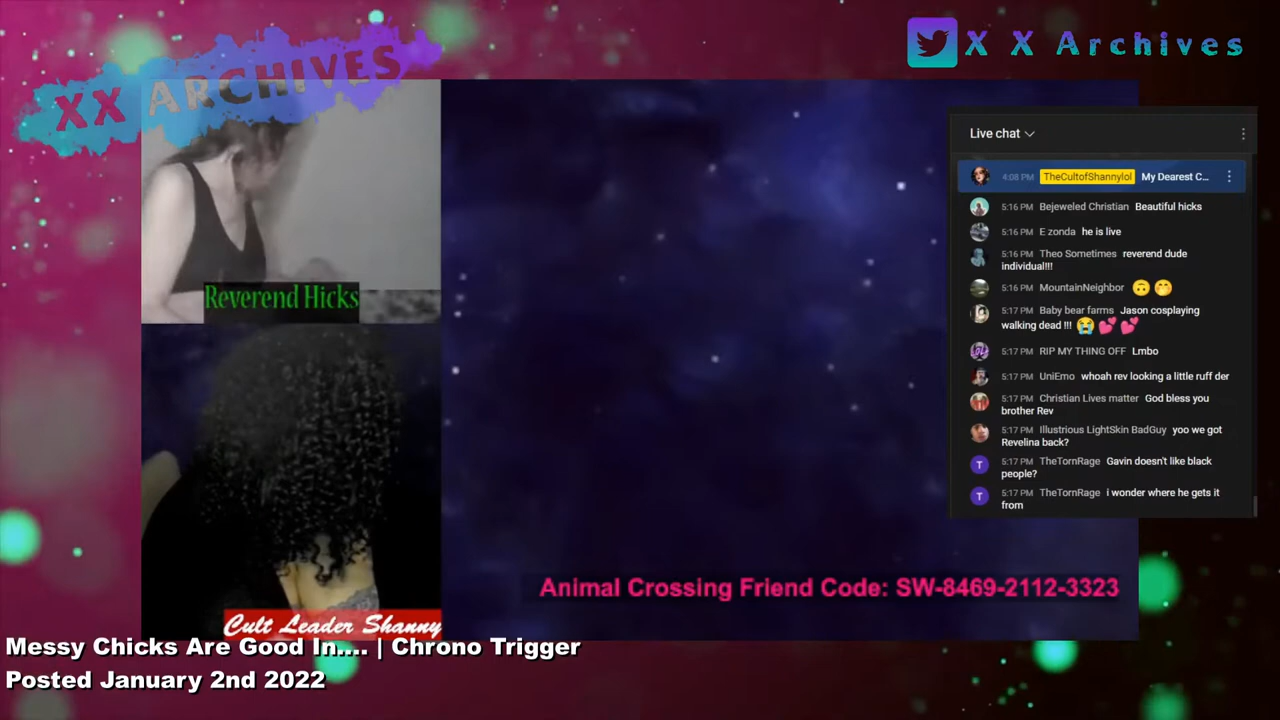 XX ARCHIVES
X X Archives
Live chat
4:08 PM TheCultofShannylol My Dearest C...
5:16 PM Bejeweled Christian Beautiful hicks
5:16 PM E zonda he is live
5:16 PM Theo Sometimes reverend dude
individual!!!
5:16 PM MountainNeighbor 🙃 🤭
5:17 PM Baby bear farms Jason cosplaying
walking dead !!! 😭 💕 💕
5:17 PM RIP MY THING OFF Lmbo
5:17 PM UniEmo whoah rev looking a little ruff der
5:17 PM Christian Lives matter God bless you
brother Rev
5:17 PM Illustrious LightSkin BadGuy yoo we got
Revelina back?
T 5:17 PM TheTornRage Gavin doesn't like black
people?
T 5:17 PM TheTornRage i wonder where he gets it
from
Reverend Hicks
Animal Crossing Friend Code: SW-8469-2112-3323
Cult Leader Shanny
Messy Chicks Are Good In.... | Chrono Trigger
Posted January 2nd 2022